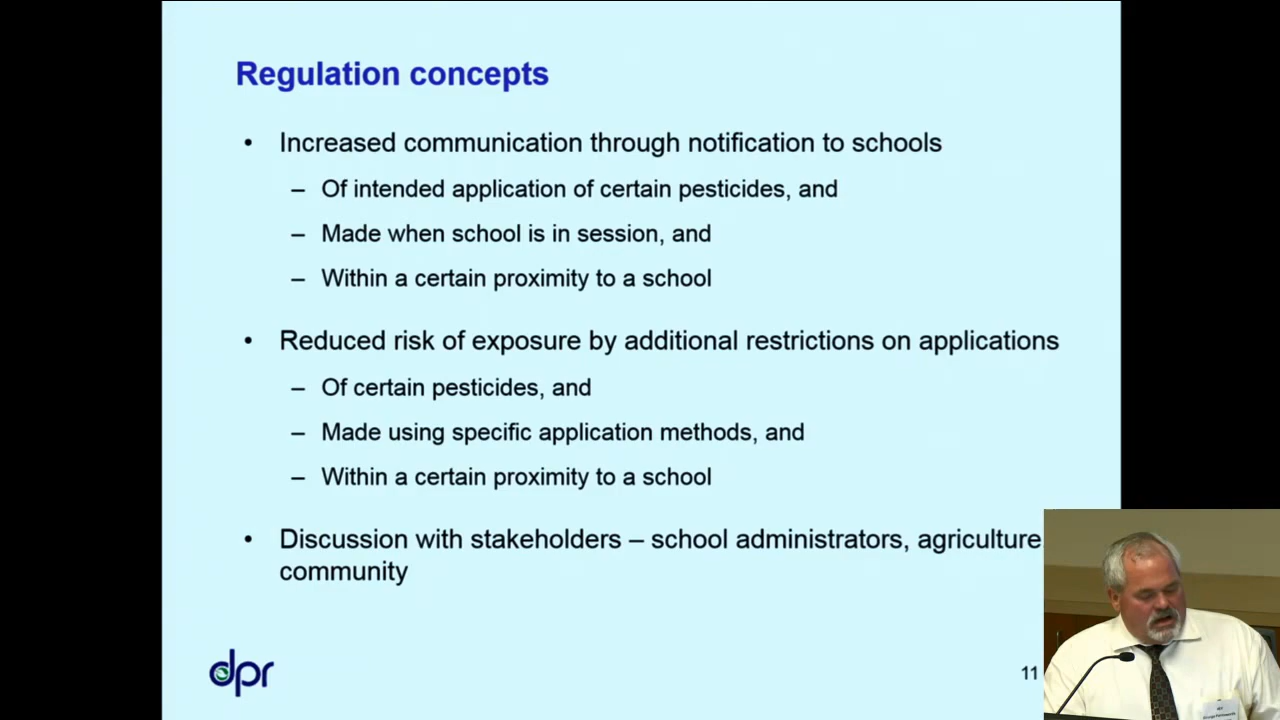 Regulation concepts
• Increased communication through notification to schools
– Of intended application of certain pesticides, and
– Made when school is in session, and
– Within a certain proximity to a school
• Reduced risk of exposure by additional restrictions on applications
– Of certain pesticides, and
– Made using specific application methods, and
– Within a certain proximity to a school
• Discussion with stakeholders – school administrators, agriculture
community
dpr
11